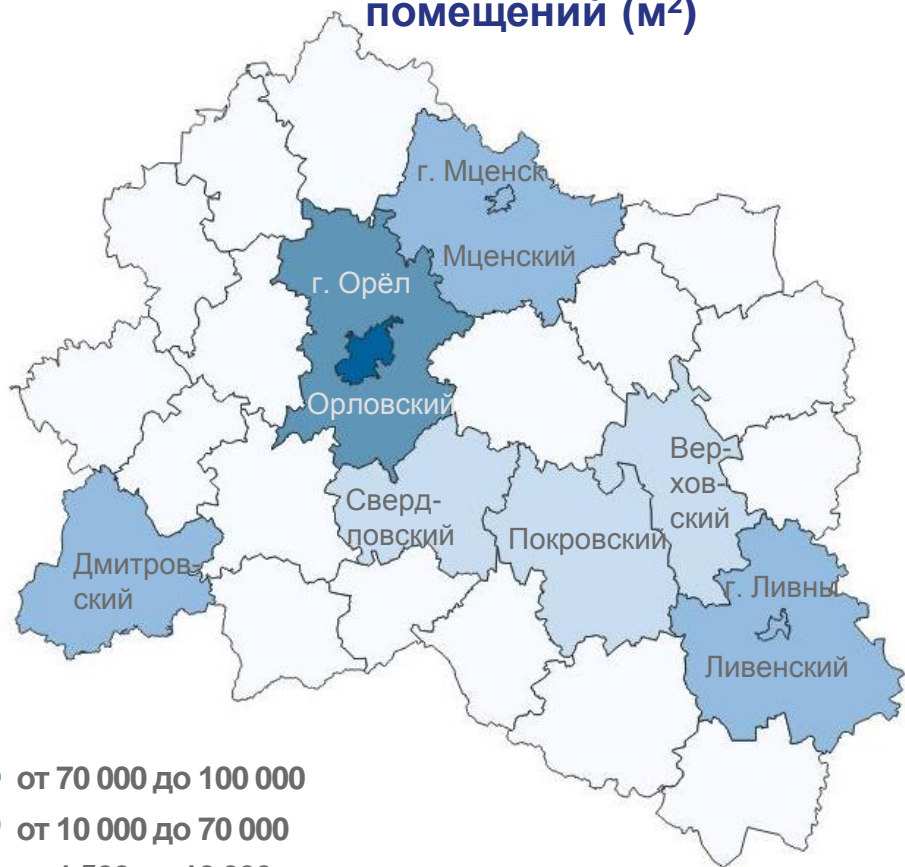 помещений (м²)
г. Мценск
Мценский
г. Орёл
Орловский
Вер-
хов-
ский
Сверд-
ловский
Покровский
Дмитров-
ский
г. Ливны
Ливенский
от 70 000 до 100 000
от 10 000 до 70 000